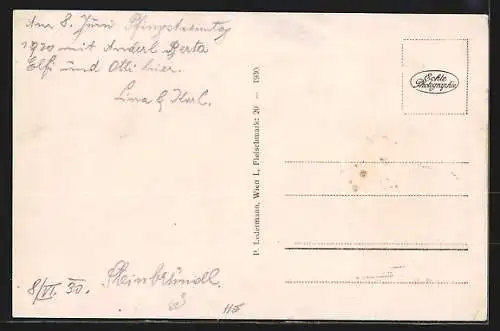 Am 8. Juni Pfingstsonntag
1930 mit Anderl Berta
Elfi und Otti hier.
Lina & Karl.
Echte
Photographie
P. Ledermann, Wien I., Fleischmarkt 20 — 1930
8/VI. 30.
115